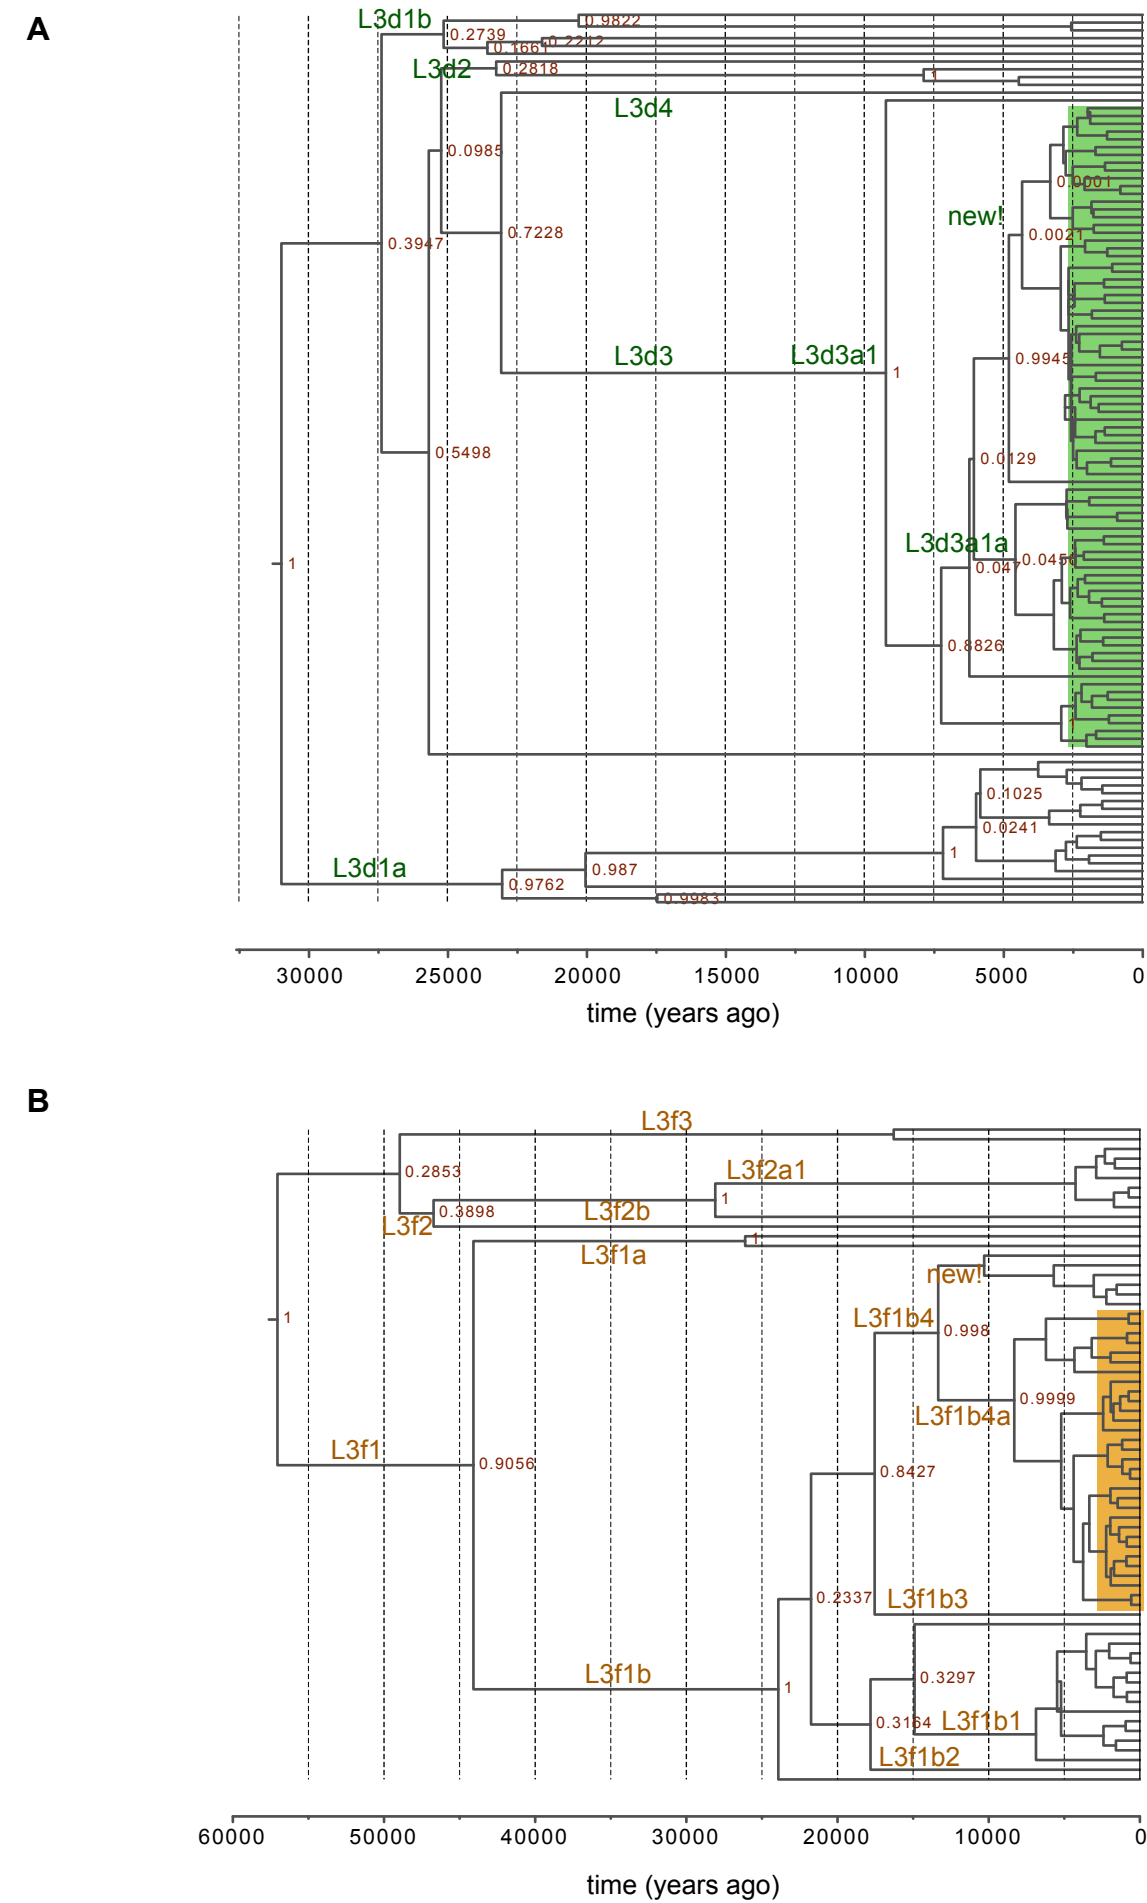 A
L3d1b
0.9822
0.2739
0.2212
0.1661
L3d2
0.2818
1
L3d4
0.0985
0.0001
new!
0.7228
0.0021
0.3947
L3d3
L3d3a1
0.9945
1
0.5498
0.0129
L3d3a1a
1
0.047
0.8826
1
0.1025
0.0241
1
L3d1a
0.987
0.9762
0.9983
30000 25000 20000 15000 10000 5000 0
time (years ago)
B
L3f3
0.2853
L3f2a1
1
0.3898
L3f2b
L3f2
1
L3f1a
new!
1
L3f1b4
0.998
0.9999
L3f1b4a
L3f1
0.9056
0.8427
0.2337
L3f1b3
L3f1b
0.3297
1
0.3164
L3f1b1
L3f1b2
60000 50000 40000 30000 20000 10000 0
time (years ago)